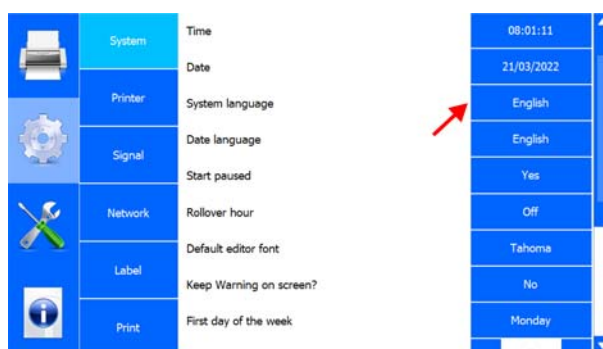 System
Printer
Signal
Network
Label
Print
Time 08:01:11
Date 21/03/2022
System language English
Date language English
Start paused Yes
Rollover hour Off
Default editor font Tahoma
Keep Warning on screen? No
First day of the week Monday